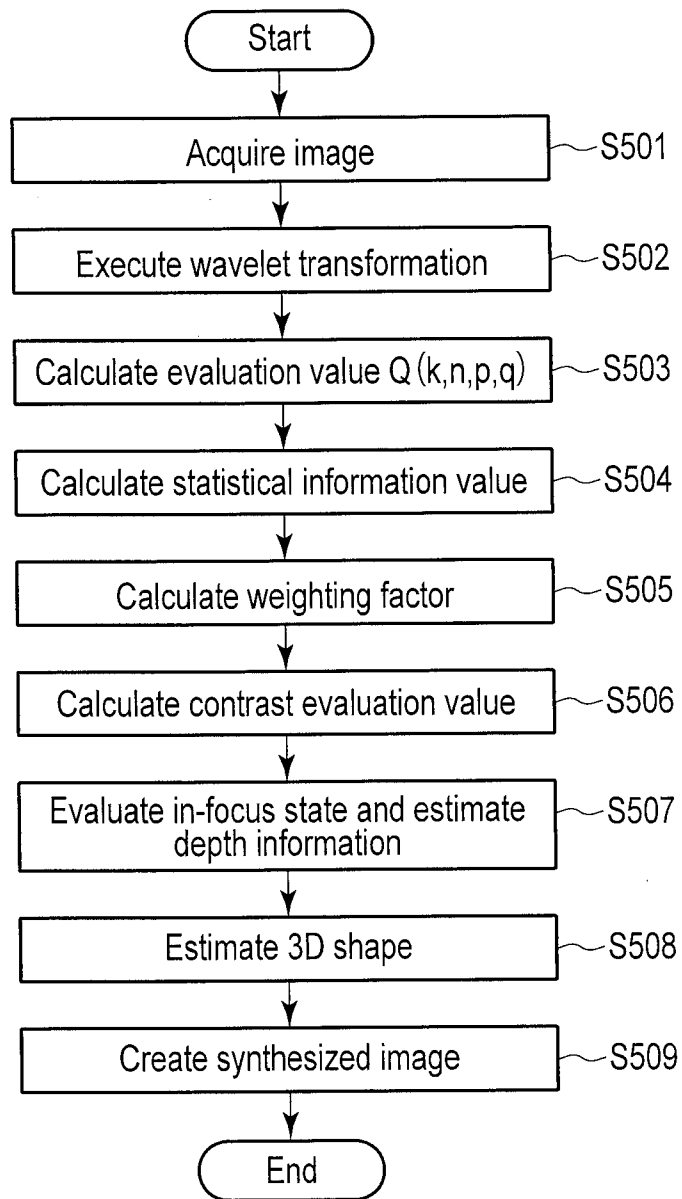 Start
Acquire image
S501
Execute wavelet transformation
S502
Calculate evaluation value Q (k,n,p,q)
S503
Calculate statistical information value
S504
Calculate weighting factor
S505
Calculate contrast evaluation value
S506
Evaluate in-focus state and estimate
depth information
S507
Estimate 3D shape
S508
Create synthesized image
S509
End